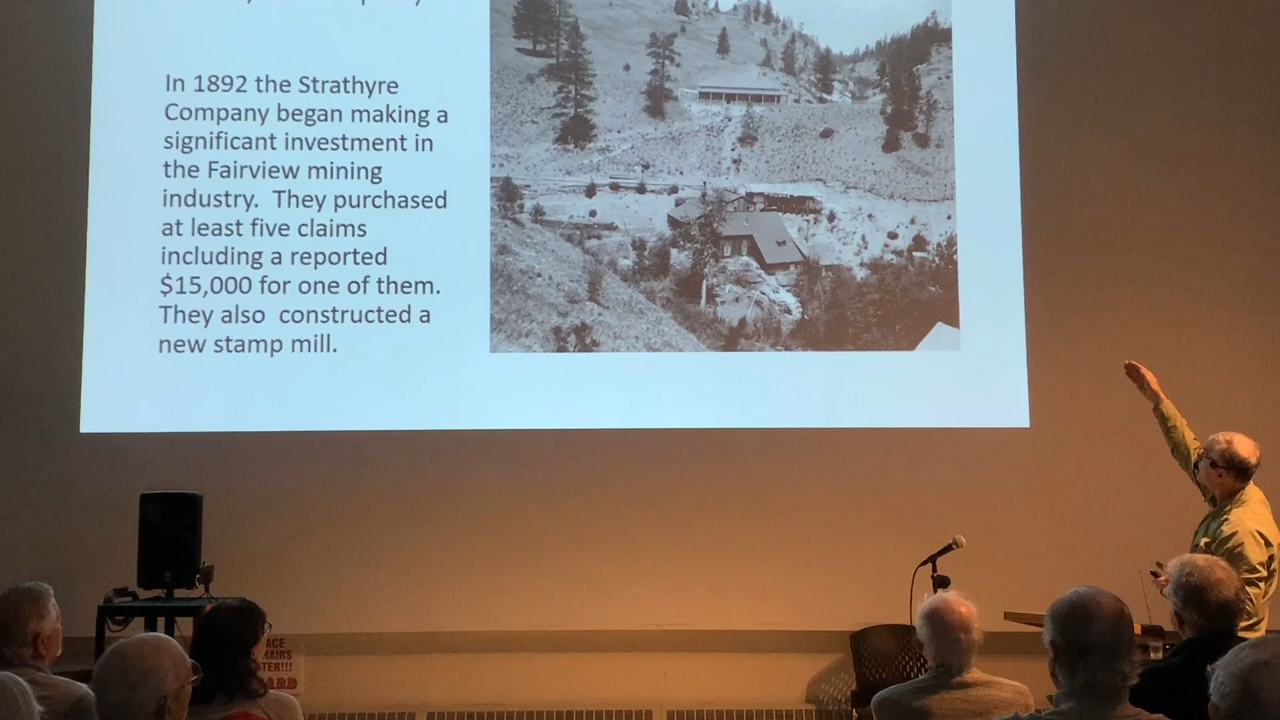 In 1892 the Strathyre
Company began making a
significant investment in
the Fairview mining
industry.  They purchased
at least five claims
including a reported
$15,000 for one of them.
They also  constructed a
new stamp mill.